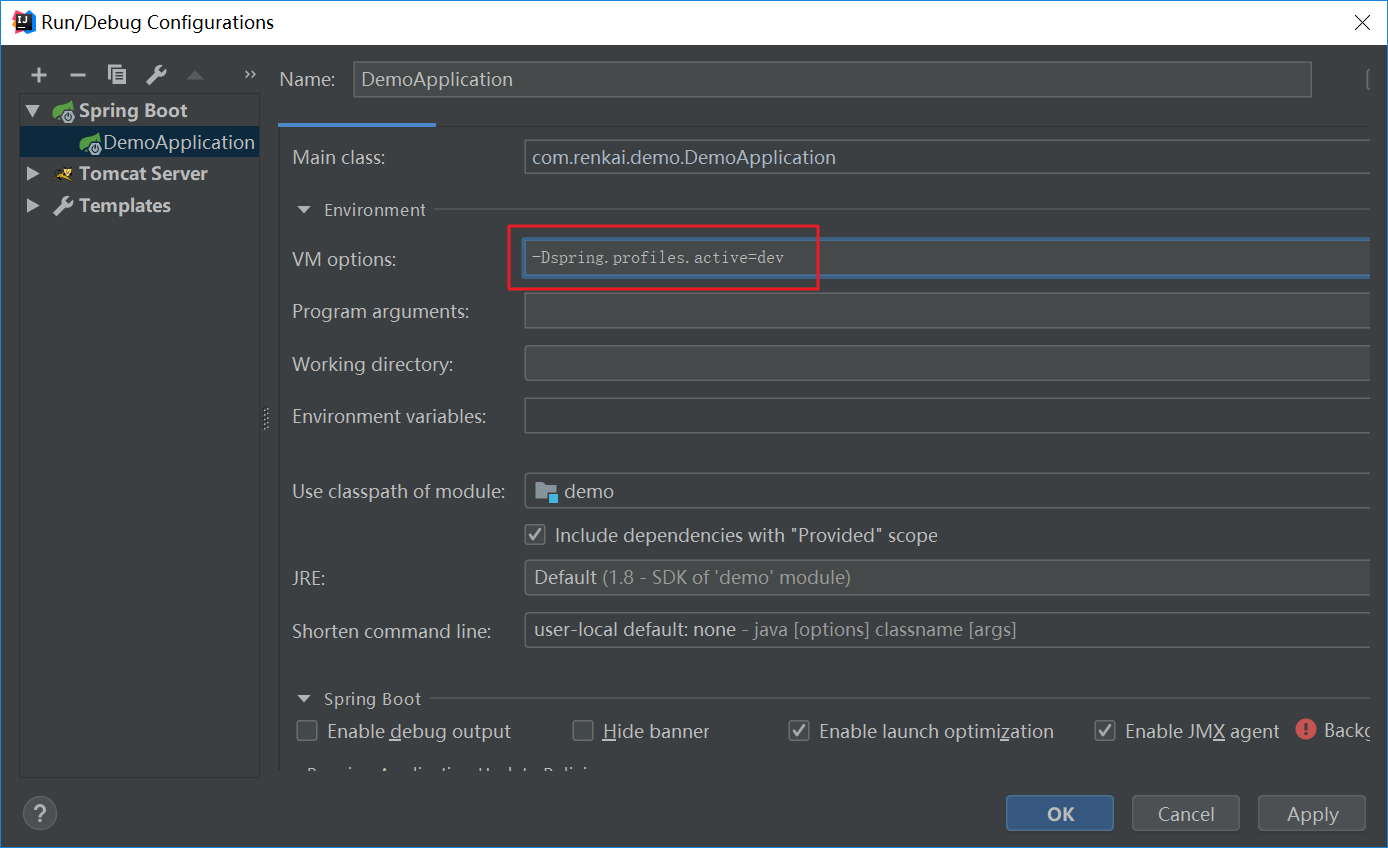 Run/Debug Configurations
Name: DemoApplication
Spring Boot
DemoApplication
Tomcat Server
Templates
Main class: com.renkai.demo.DemoApplication
Environment
VM options: -Dspring.profiles.active=dev
Program arguments:
Working directory:
Environment variables:
Use classpath of module: demo
Include dependencies with "Provided" scope
JRE: Default (1.8 - SDK of 'demo' module)
Shorten command line: user-local default: none - java [options] classname [args]
Spring Boot
Enable debug output Hide banner Enable launch optimization Enable JMX agent Backg
? OK Cancel Apply